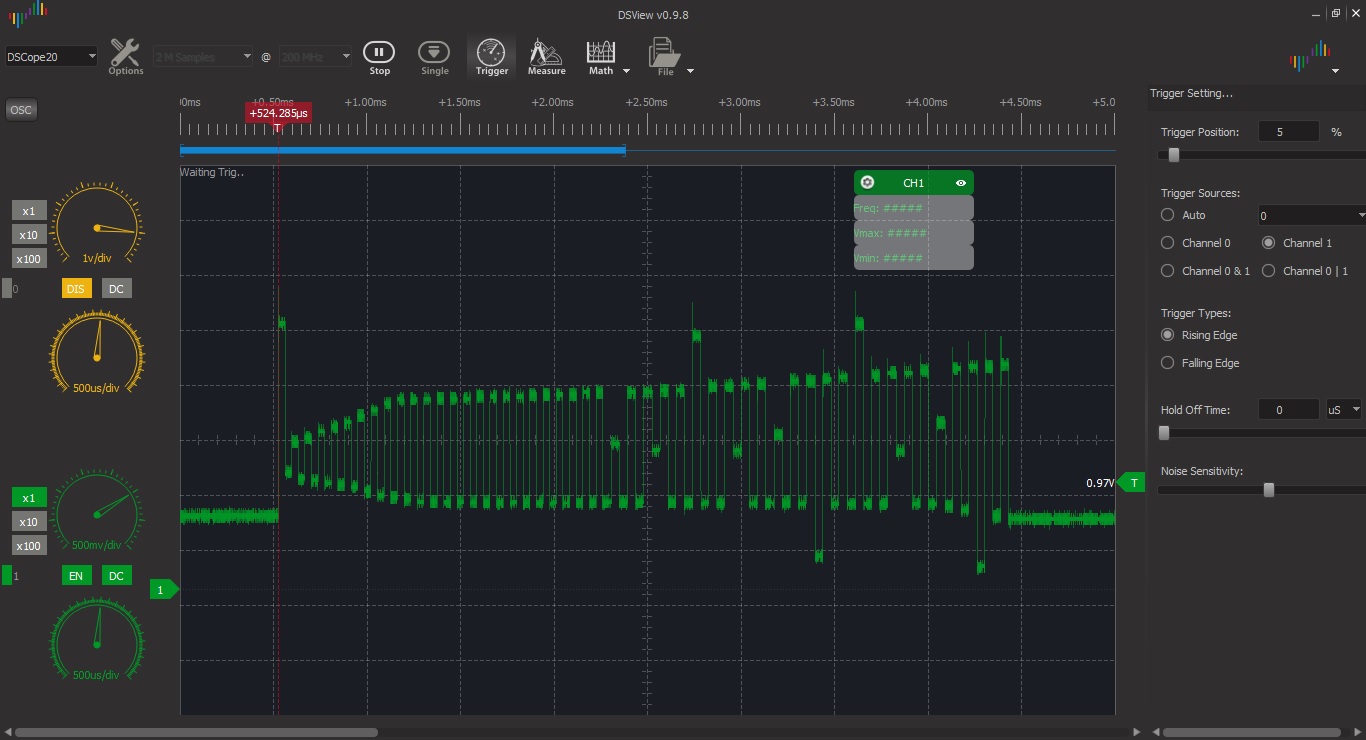 DSView v0.9.8
DSCope20
Options
2 M Samples
@
200 MHz
Stop
Single
Trigger
Measure
Math
File
OSC
00ms
+0.50ms
+1.00ms
+1.50ms
+2.00ms
+2.50ms
+3.00ms
+3.50ms
+4.00ms
+4.50ms
+5.0
+524.285µs
T
Waiting Trig..
CH1
Freq: #####
Vmax: #####
Vmin: #####
x1
x10
x100
1v/div
0
DIS
DC
500us/div
x1
x10
x100
500mv/div
1
EN
DC
500us/div
1
0.97V
T
Trigger Setting...
Trigger Position:
5
%
Trigger Sources:
Auto
0
Channel 0
Channel 1
Channel 0 & 1
Channel 0 | 1
Trigger Types:
Rising Edge
Falling Edge
Hold Off Time:
0
uS
Noise Sensitivity: